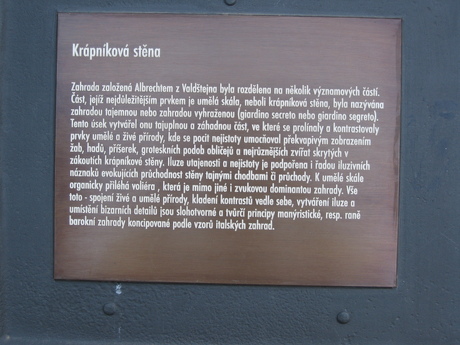 Krápníková stěna
Zahrada založená Albrechtem z Valdštejna byla rozdělena na několik významových částí.
Část, jejíž nejdůležitějším prvkem je umělá skála, neboli krápníková stěna, byla nazývána
zahradou tajemnou nebo zahradou vyhraženou (giardino secreto nebo giardino segreto).
Tento úsek vytvářel onu tajuplnou a záhadnou část, ve které se prolínaly a kontrastovaly
prvky umělé a živé přírody, kde se pocit nejistoty umocňoval překvapivým zobrazením
žab, hadů, příšerek, groteskních podob obličejů a nejrůznějších zvířat skrytých v
zákoutích krápníkové stěny. Iluze utajenosti a nejistoty je podpořena i řadou iluzivních
náznaků evokujících průchodnost stěny tajnými chodbami či průchody. K umělé skále
organicky přiléhá voliéra , která je mimo jiné i zvukovou dominantou zahrady. Vše
toto - spojení živé a umělé přírody, kladení kontrastů vedle sebe, vytváření iluze a
umístění bizarních detailů jsou slohotvorné a tvůrčí principy manýristické, resp. raně
barokní zahrady koncipované podle vzorů italských zahrad.